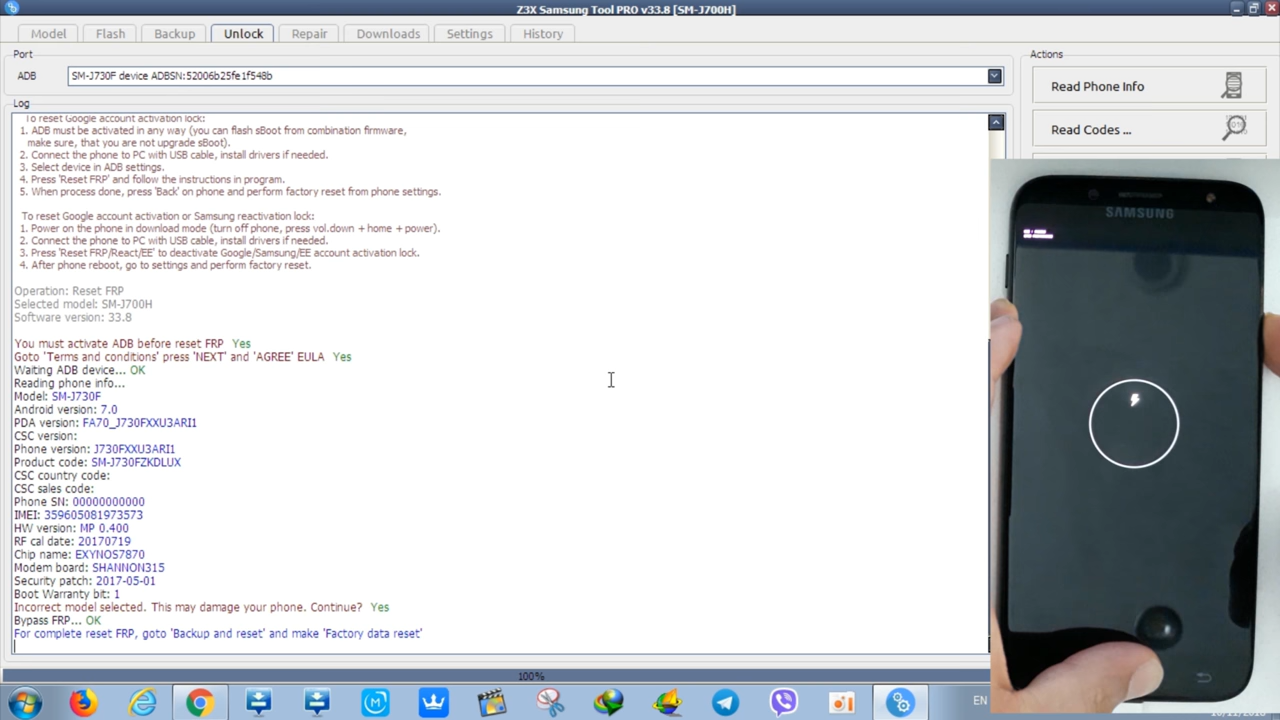 Z3X Samsung Tool PRO v33.8 [SM-J700H]
Model Flash Backup Unlock Repair Downloads Settings History
Port
ADB SM-J730F device ADBSN:52006b25fe1f548b
Log
To reset Google account activation lock:
1. ADB must be activated in any way (you can flash sBoot from combination firmware,
make sure, that you are not upgrade sBoot).
2. Connect the phone to PC with USB cable, install drivers if needed.
3. Select device in ADB settings.
4. Press 'Reset FRP' and follow the instructions in program.
5. When process done, press 'Back' on phone and perform factory reset from phone settings.
To reset Google account activation or Samsung reactivation lock:
1. Power on the phone in download mode (turn off phone, press vol.down + home + power).
2. Connect the phone to PC with USB cable, install drivers if needed.
3. Press 'Reset FRP/React/EE' to deactivate Google/Samsung/EE account activation lock.
4. After phone reboot, go to settings and perform factory reset.
Operation: Reset FRP
Selected model: SM-J700H
Software version: 33.8
You must activate ADB before reset FRP Yes
Goto 'Terms and conditions' press 'NEXT' and 'AGREE' EULA Yes
Waiting ADB device... OK
Reading phone info...
Model: SM-J730F
Android version: 7.0
PDA version: FA70_J730FXXU3ARI1
CSC version:
Phone version: J730FXXU3ARI1
Product code: SM-J730FZKDLUX
CSC country code:
CSC sales code:
Phone SN: 00000000000
IMEI: 359605081973573
HW version: MP 0.400
RF cal date: 20170719
Chip name: EXYNOS7870
Modem board: SHANNON315
Security patch: 2017-05-01
Boot Warranty bit: 1
Incorrect model selected. This may damage your phone. Continue? Yes
Bypass FRP... OK
For complete reset FRP, goto 'Backup and reset' and make 'Factory data reset'
100%
EN
Actions
Read Phone Info
Read Codes ...
SAMSUNG